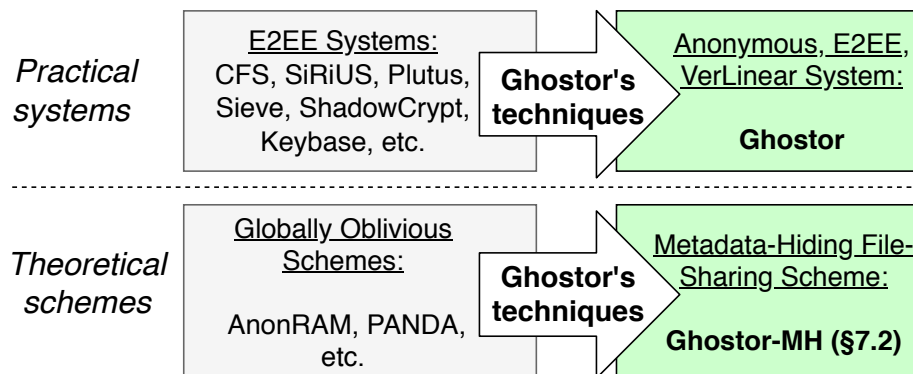 Practical
systems
E2EE Systems:
CFS, SiRiUS, Plutus,
Sieve, ShadowCrypt,
Keybase, etc.
Ghostor's
techniques
Anonymous, E2EE,
VerLinear System:
Ghostor
Theoretical
schemes
Globally Oblivious
Schemes:
AnonRAM, PANDA,
etc.
Ghostor's
techniques
Metadata-Hiding File-
Sharing Scheme:
Ghostor-MH (§7.2)